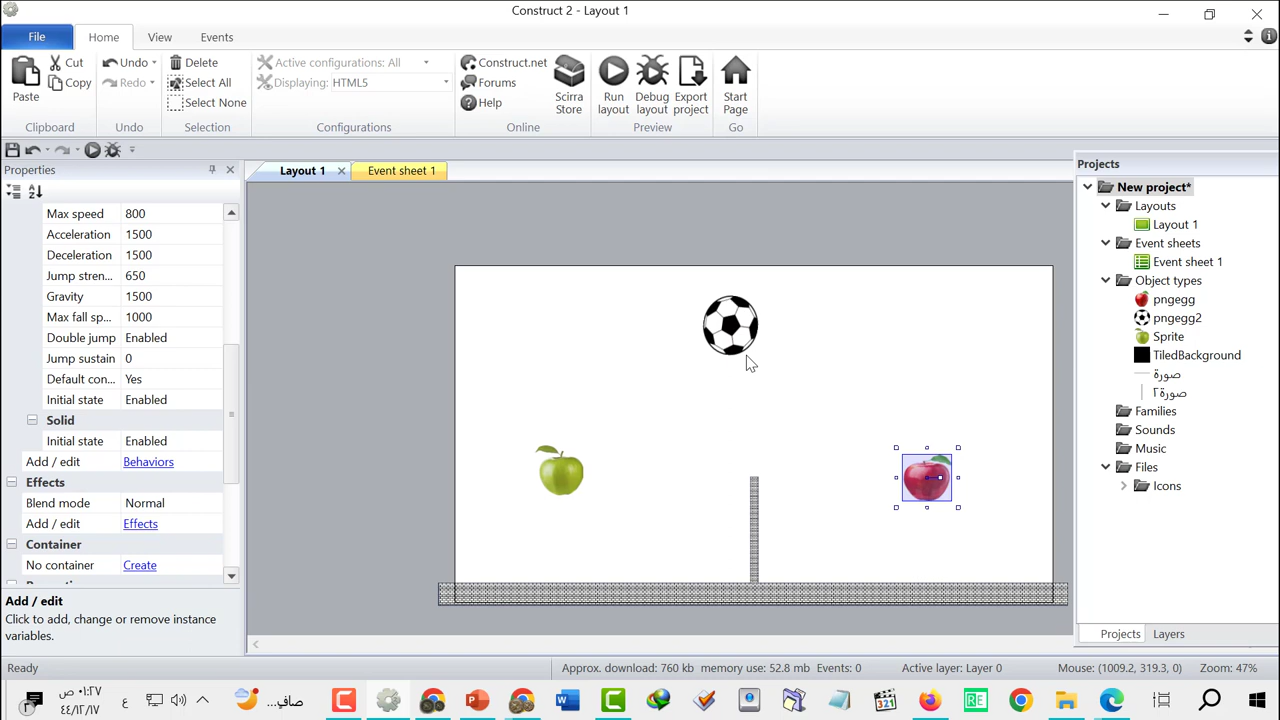 Construct 2 - Layout 1
File
Home
View
Events
Paste
Cut
Copy
Clipboard
Undo
Redo
Undo
Delete
Select All
Select None
Selection
Active configurations: All
Displaying: HTML5
Configurations
Construct.net
Forums
Help
Scirra Store
Online
Run layout
Debug layout
Export project
Preview
Start Page
Go
Properties
Layout 1
Event sheet 1
Max speed 800
Acceleration 1500
Deceleration 1500
Jump stren... 650
Gravity 1500
Max fall sp... 1000
Double jump Enabled
Jump sustain 0
Default con... Yes
Initial state Enabled
Solid
Initial state Enabled
Add / edit Behaviors
Effects
Blend mode Normal
Add / edit Effects
Container
No container Create
Add / edit
Click to add, change or remove instance
variables.
Projects
New project*
Layouts
Layout 1
Event sheets
Event sheet 1
Object types
pngegg
pngegg2
Sprite
TiledBackground
صورة
صورة٢
Families
Sounds
Music
Files
Icons
Projects
Layers
Ready
Approx. download: 760 kb
memory use: 52.8 mb
Events: 0
Active layer: Layer 0
Mouse: (1009.2, 319.3, 0)
Zoom: 47%
٠١:٢٧ ص
٤٤/١٢/١٧
ع
صاف
321
RE